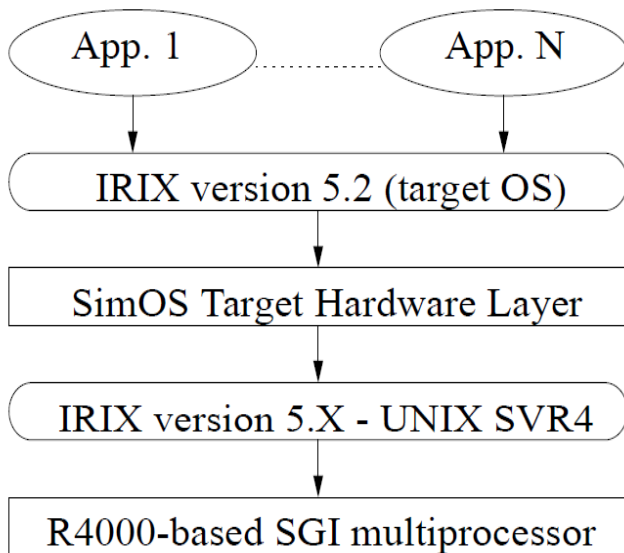 App. 1
App. N
IRIX version 5.2 (target OS)
SimOS Target Hardware Layer
IRIX version 5.X - UNIX SVR4
R4000-based SGI multiprocessor